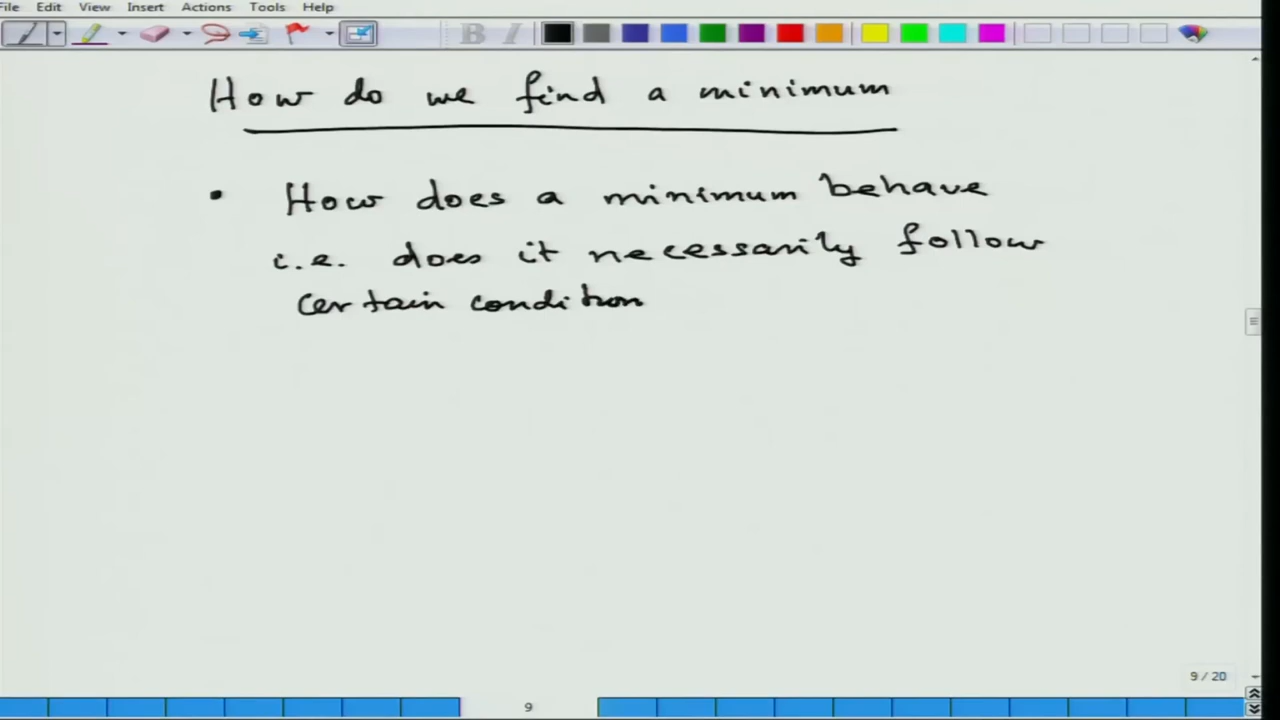 File Edit View Insert Actions Tools Help
B I
How do we find a minimum
• How does a minimum behave
i.e. does it necessarily follow
certain condition
9 / 20
9